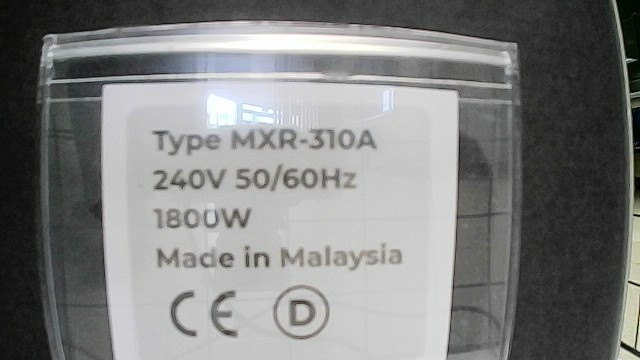 Type MXR-310A
240V 50/60Hz
1800W
Made in Malaysia
CE D